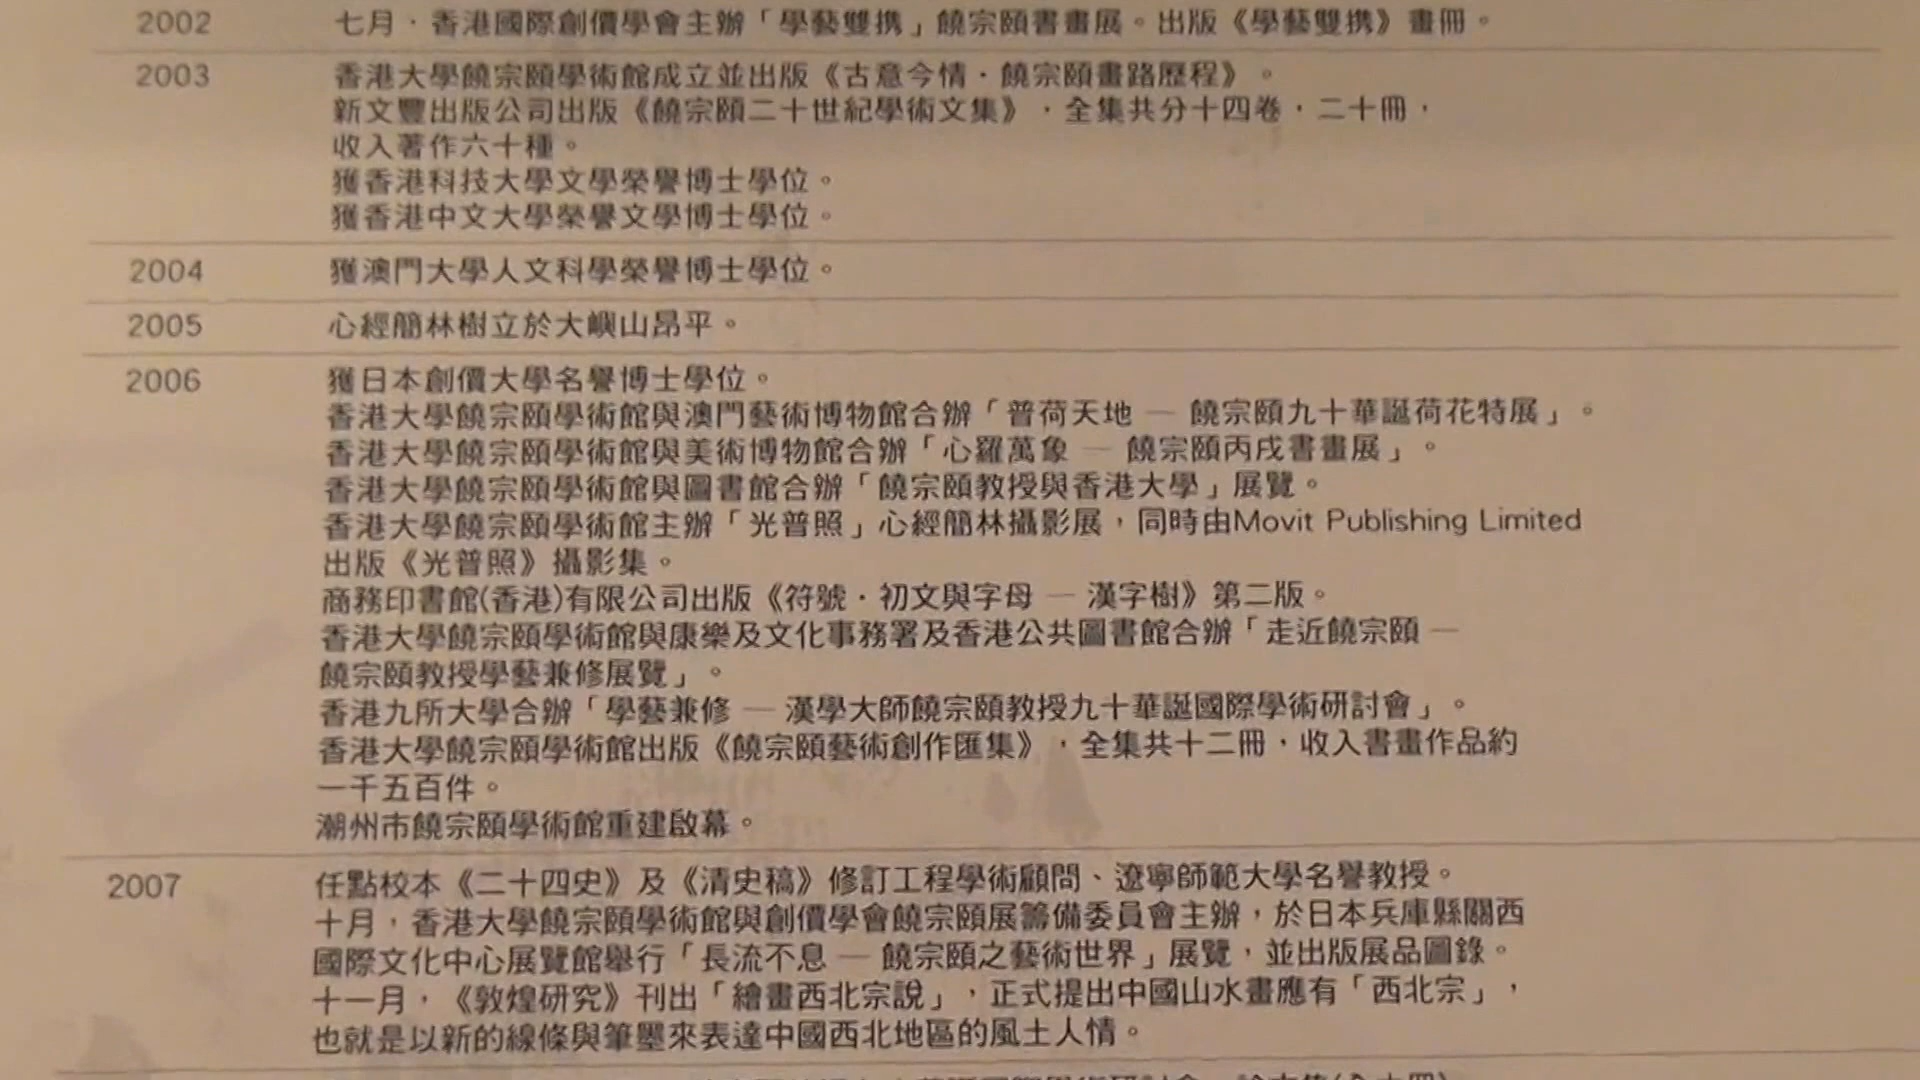 2002 七月，香港國際創價學會主辦「學藝雙携」饒宗頤書畫展。出版《學藝雙携》畫冊。
2003 香港大學饒宗頤學術館成立並出版《古意今情．饒宗頤畫路歷程》。
新文豐出版公司出版《饒宗頤二十世紀學術文集》，全集共分十四卷，二十冊，
收入著作六十種。
獲香港科技大學文學榮譽博士學位。
獲香港中文大學榮譽文學博士學位。
2004 獲澳門大學人文科學榮譽博士學位。
2005 心經簡林樹立於大嶼山昂平。
2006 獲日本創價大學名譽博士學位。
香港大學饒宗頤學術館與澳門藝術博物館合辦「普荷天地 — 饒宗頤九十華誕荷花特展」。
香港大學饒宗頤學術館與美術博物館合辦「心羅萬象 — 饒宗頤丙戌書畫展」。
香港大學饒宗頤學術館與圖書館合辦「饒宗頤教授與香港大學」展覽。
香港大學饒宗頤學術館主辦「光普照」心經簡林攝影展，同時由Movit Publishing Limited
出版《光普照》攝影集。
商務印書館(香港)有限公司出版《符號．初文與字母 — 漢字樹》第二版。
香港大學饒宗頤學術館與康樂及文化事務署及香港公共圖書館合辦「走近饒宗頤 —
饒宗頤教授學藝兼修展覽」。
香港九所大學合辦「學藝兼修 — 漢學大師饒宗頤教授九十華誕國際學術研討會」。
香港大學饒宗頤學術館出版《饒宗頤藝術創作匯集》，全集共十二冊，收入書畫作品約
一千五百件。
潮州市饒宗頤學術館重建啟幕。
2007 任點校本《二十四史》及《清史稿》修訂工程學術顧問、遼寧師範大學名譽教授。
十月，香港大學饒宗頤學術館與創價學會饒宗頤展籌備委員會主辦，於日本兵庫縣關西
國際文化中心展覽館舉行「長流不息 — 饒宗頤之藝術世界」展覽，並出版展品圖錄。
十一月，《敦煌研究》刊出「繪畫西北宗說」，正式提出中國山水畫應有「西北宗」，
也就是以新的線條與筆墨來表達中國西北地區的風土人情。